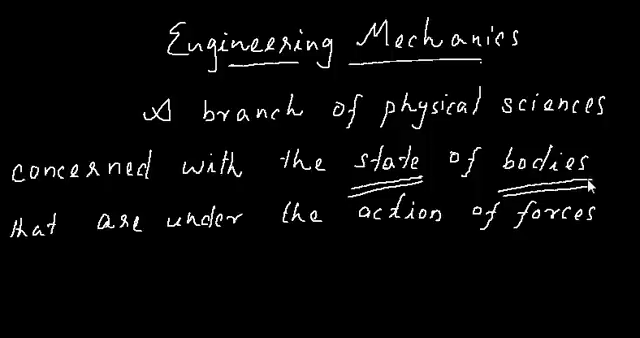 Engineering Mechanics
A branch of physical sciences
concerned with the state of bodies
that are under the action of forces